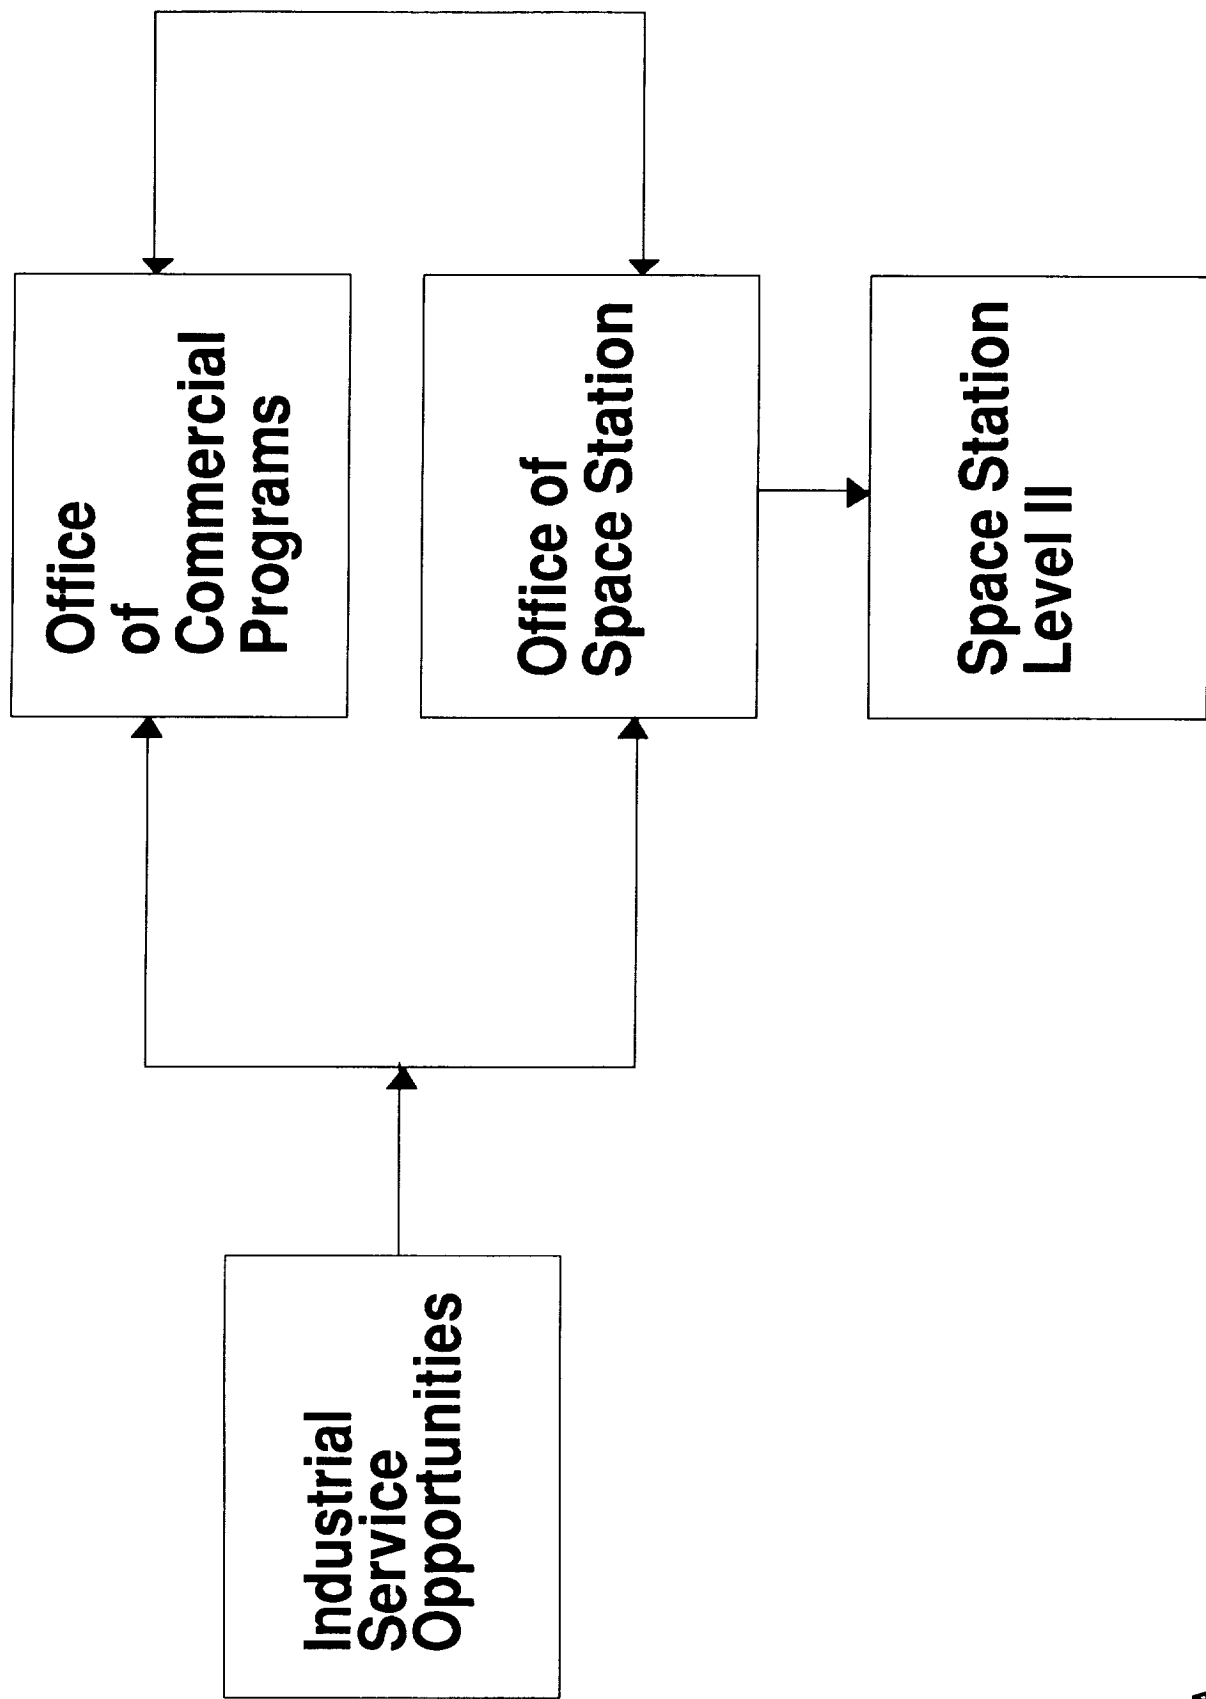 Office
of
Commercial
Programs
Industrial
Service
Opportunities
Office of
Space Station
Space Station
Level II